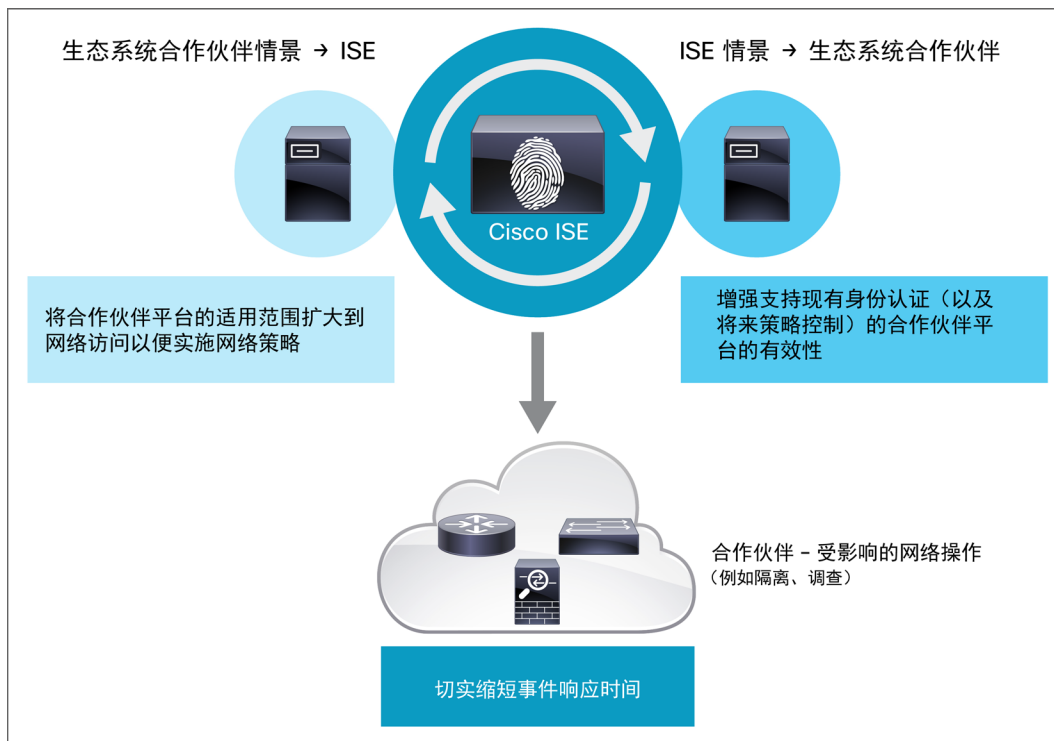 生态系统合作伙伴情景 → ISE
ISE 情景 → 生态系统合作伙伴
Cisco ISE
将合作伙伴平台的适用范围扩大到
网络访问以便实施网络策略
增强支持现有身份认证（以及
将来策略控制）的合作伙伴平
台的有效性
合作伙伴 – 受影响的网络操作
（例如隔离、调查）
切实缩短事件响应时间